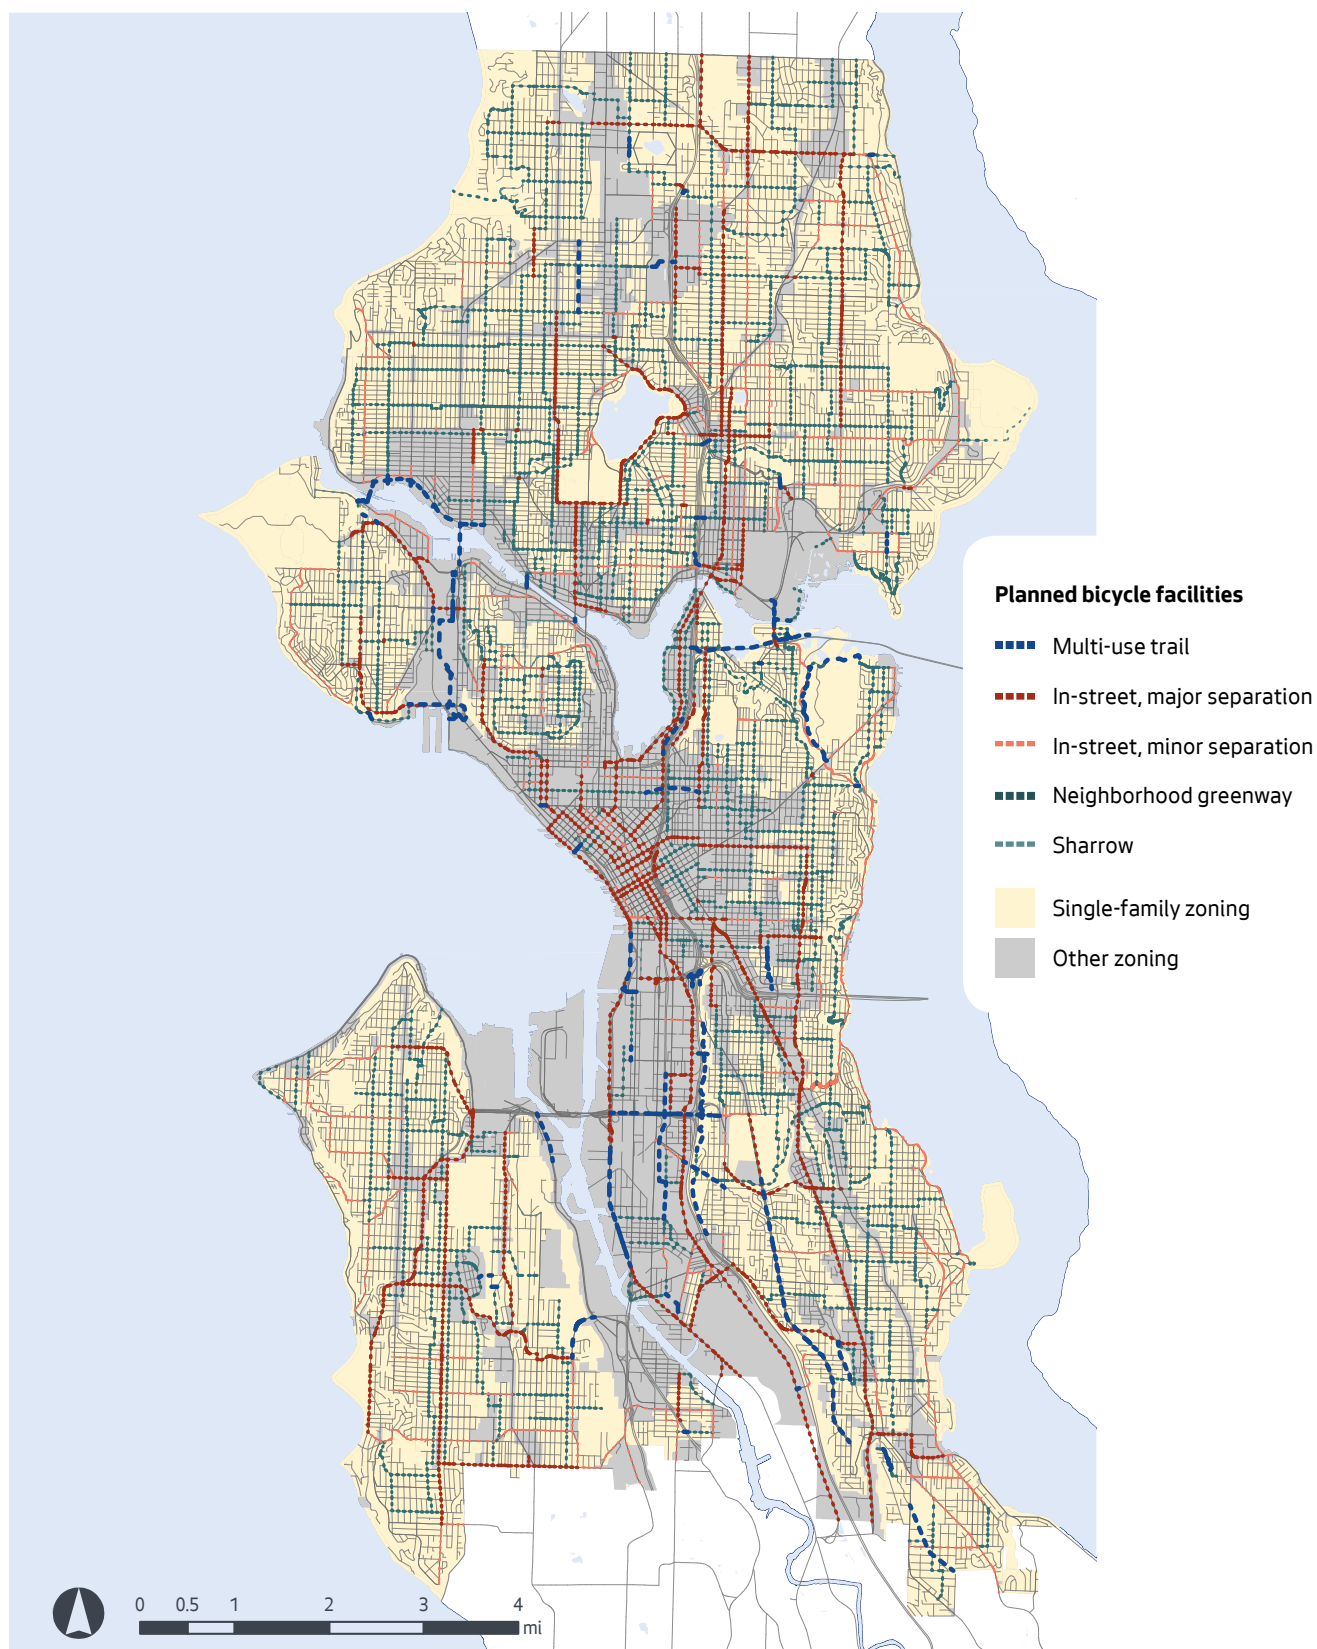 Planned bicycle facilities
Multi-use trail
In-street, major separation
In-street, minor separation
Neighborhood greenway
Sharrow
Single-family zoning
Other zoning
0 0.5 1 2 3 4
mi